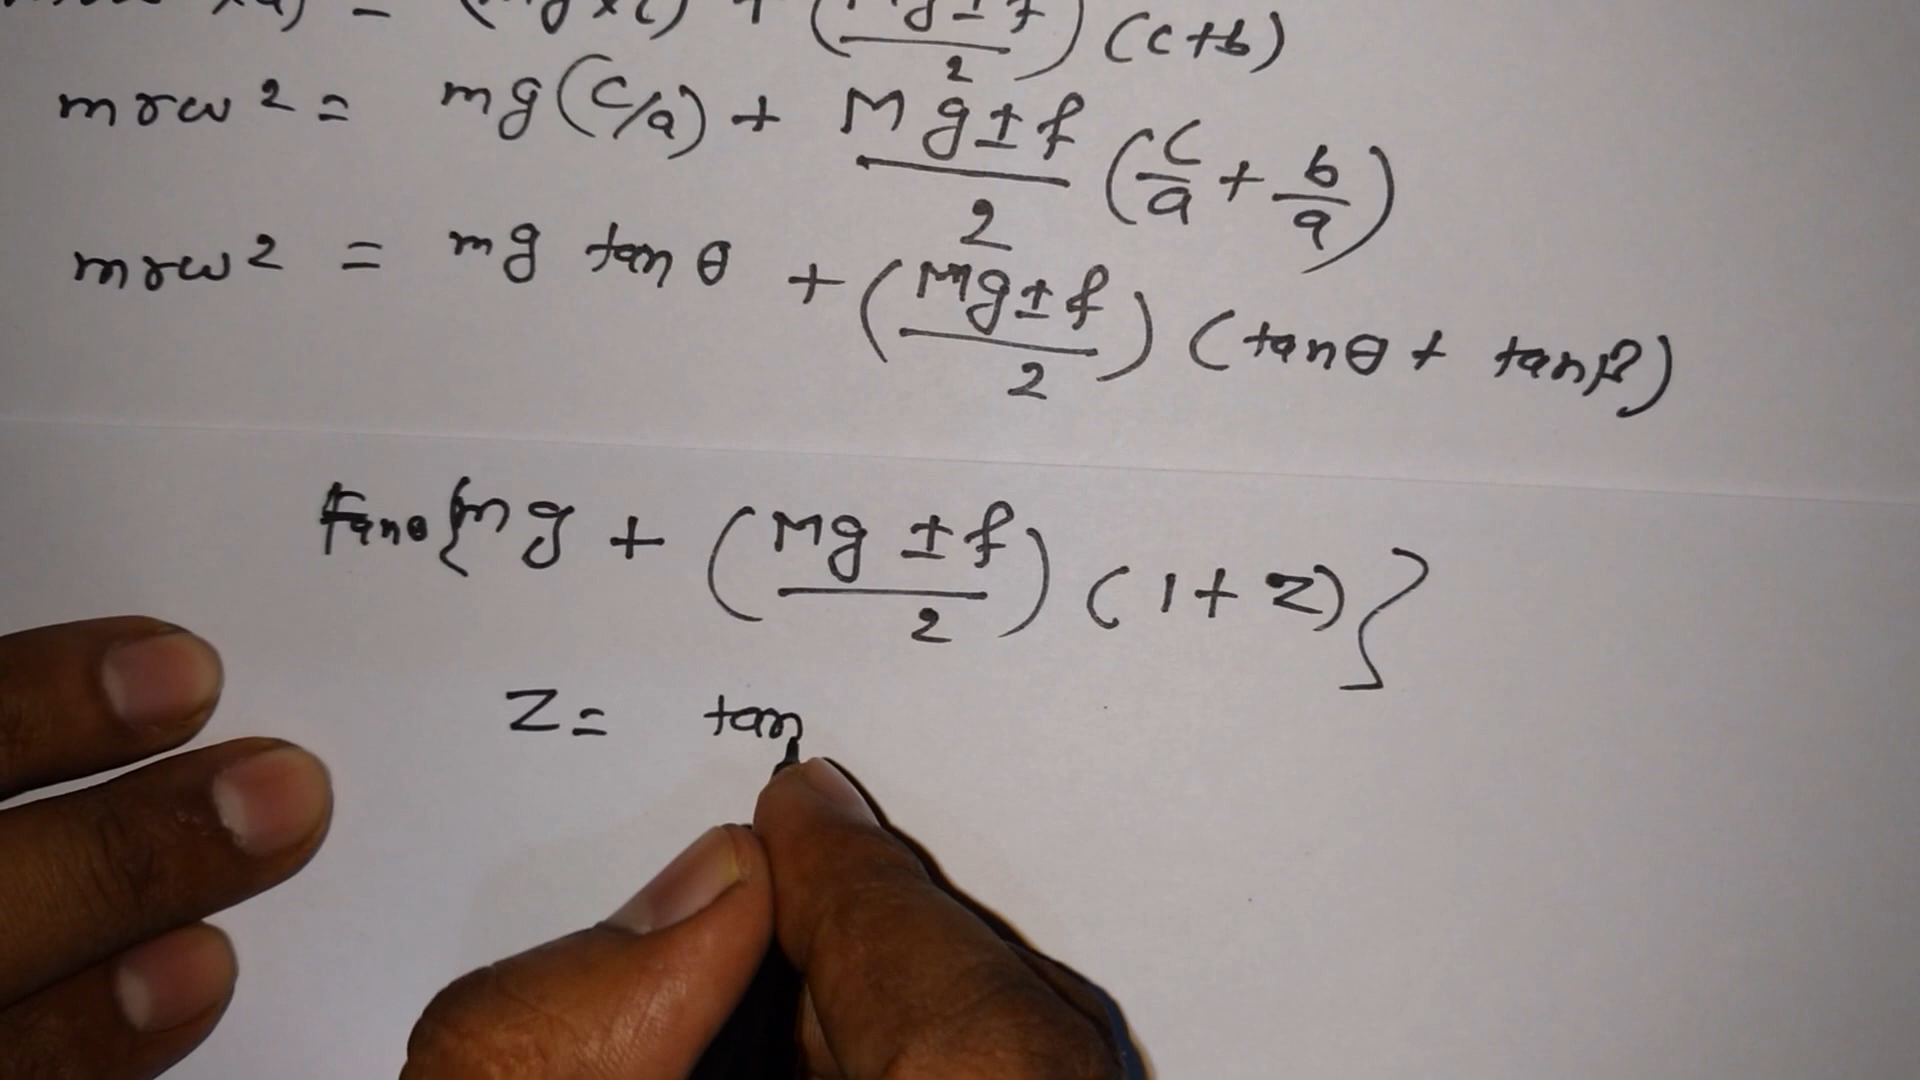 (c+b)
mrω² = mg(c/a) + Mg±f/2 (c/a + b/a)
mrω² = mg tanθ + (Mg±f/2) (tanθ + tanβ)
tanθ{mg + (Mg ± f/2) (1+z)}
z = tan